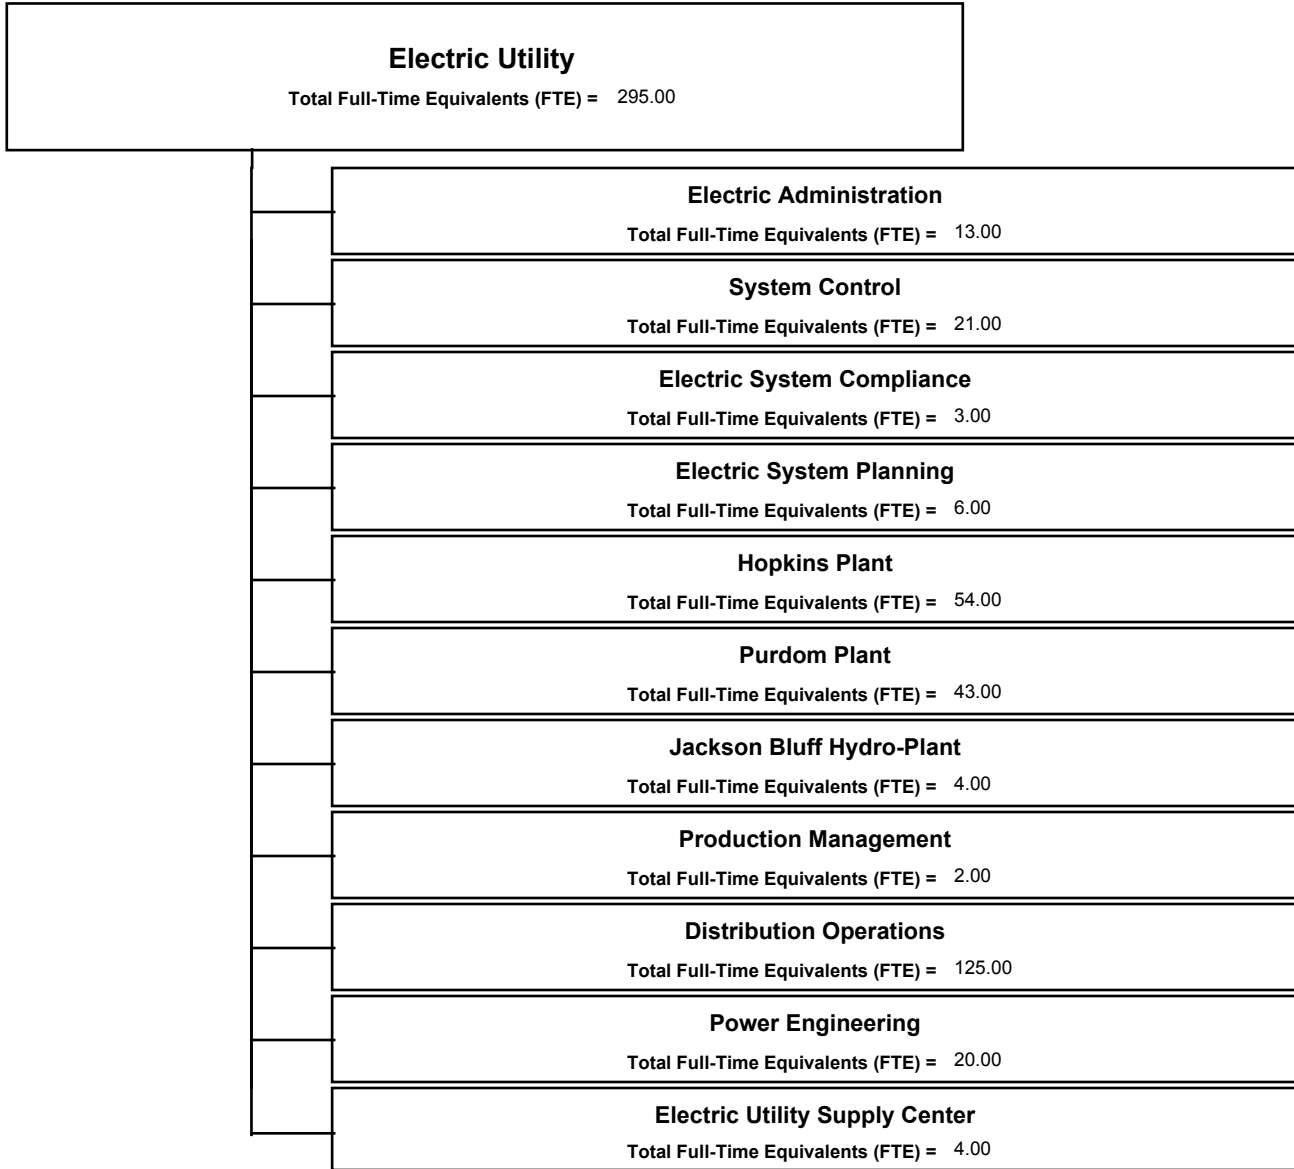 Electric Utility
Total Full-Time Equivalents (FTE) = 295.00
Electric Administration
Total Full-Time Equivalents (FTE) = 13.00
System Control
Total Full-Time Equivalents (FTE) = 21.00
Electric System Compliance
Total Full-Time Equivalents (FTE) = 3.00
Electric System Planning
Total Full-Time Equivalents (FTE) = 6.00
Hopkins Plant
Total Full-Time Equivalents (FTE) = 54.00
Purdom Plant
Total Full-Time Equivalents (FTE) = 43.00
Jackson Bluff Hydro-Plant
Total Full-Time Equivalents (FTE) = 4.00
Production Management
Total Full-Time Equivalents (FTE) = 2.00
Distribution Operations
Total Full-Time Equivalents (FTE) = 125.00
Power Engineering
Total Full-Time Equivalents (FTE) = 20.00
Electric Utility Supply Center
Total Full-Time Equivalents (FTE) = 4.00